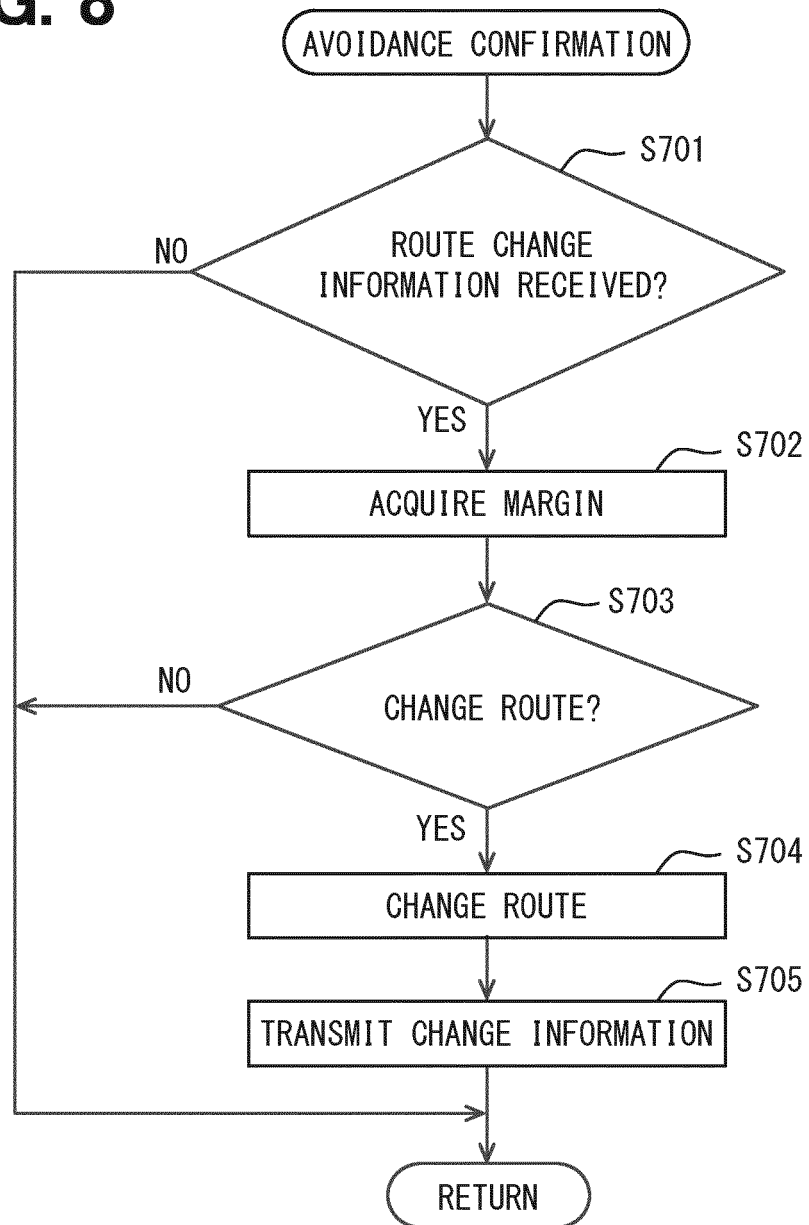 G. 8
AVOIDANCE CONFIRMATION
S701
NO
ROUTE CHANGE
INFORMATION RECEIVED?
YES
S702
ACQUIRE MARGIN
S703
NO
CHANGE ROUTE?
YES
S704
CHANGE ROUTE
S705
TRANSMIT CHANGE INFORMATION
RETURN